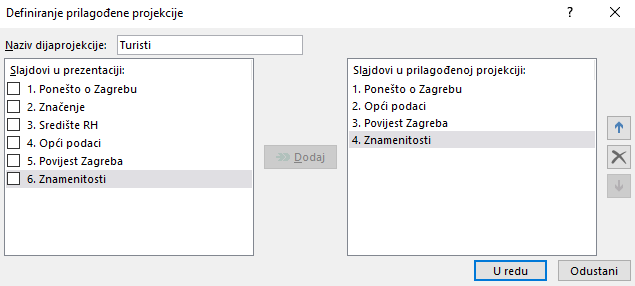 Definiranje prilagođene projekcije
Naziv dijaprojekcije: Turisti
Slajdovi u prezentaciji:
1. Ponešto o Zagrebu
2. Značenje
3. Središte RH
4. Opći podaci
5. Povijest Zagreba
6. Znamenitosti
Dodaj
Slajdovi u prilagođenoj projekciji:
1. Ponešto o Zagrebu
2. Opći podaci
3. Povijest Zagreba
4. Znamenitosti
U redu
Odustani